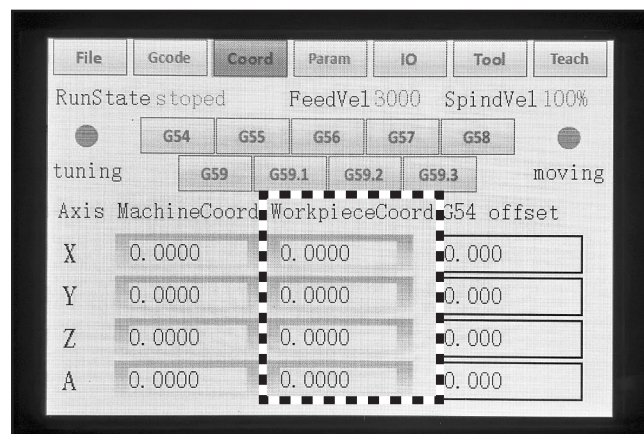 File Gcode Coord Param IO Tool Teach
RunState stoped FeedVel 3000 SpindVel 100%
G54 G55 G56 G57 G58
tuning G59 G59.1 G59.2 G59.3 moving
Axis MachineCoord WorkpieceCoord G54 offset
X 0.0000 0.0000 0.000
Y 0.0000 0.0000 0.000
Z 0.0000 0.0000 0.000
A 0.0000 0.0000 0.000